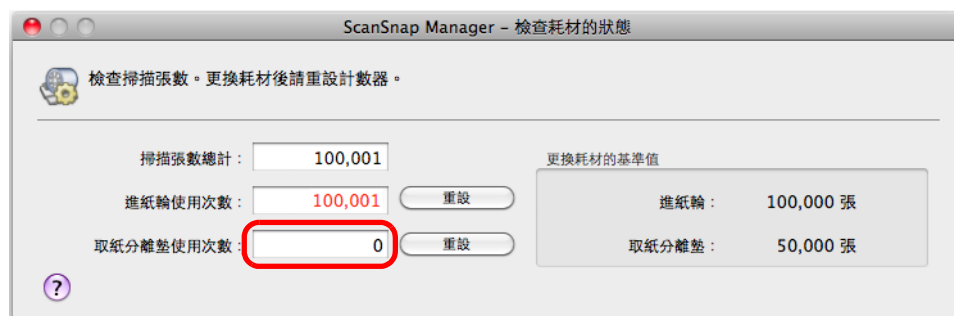 ScanSnap Manager – 檢查耗材的狀態
檢查掃描張數。更換耗材後請重設計數器。
掃描張數總計： 100,001
更換耗材的基準值
進紙輪使用次數： 100,001 重設
進紙輪： 100,000 張
取紙分離墊使用次數： 0 重設
取紙分離墊： 50,000 張
?